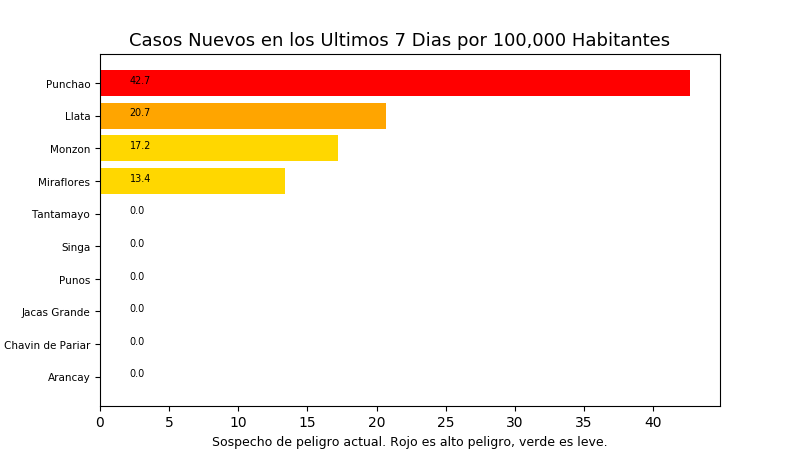 Casos Nuevos en los Ultimos 7 Dias por 100,000 Habitantes
Punchao 42.7
Llata 20.7
Monzon 17.2
Miraflores 13.4
Tantamayo 0.0
Singa 0.0
Punos 0.0
Jacas Grande 0.0
Chavin de Pariar 0.0
Arancay 0.0
0 5 10 15 20 25 30 35 40
Sospecho de peligro actual. Rojo es alto peligro, verde es leve.